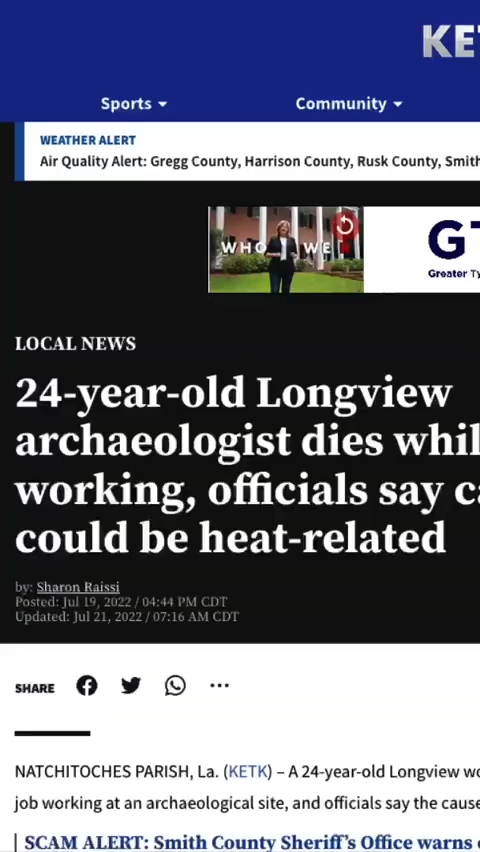 KE
Sports
Community
WEATHER ALERT
Air Quality Alert: Gregg County, Harrison County, Rusk County, Smith
WHO WE
GT
Greater Ty
LOCAL NEWS
24-year-old Longview
archaeologist dies whil
working, officials say c
could be heat-related
by: Sharon Raissi
Posted: Jul 19, 2022 / 04:44 PM CDT
Updated: Jul 21, 2022 / 07:16 AM CDT
SHARE
NATCHITOCHES PARISH, La. (KETK) – A 24-year-old Longview wo
job working at an archaeological site, and officials say the cause
SCAM ALERT: Smith County Sheriff's Office warns